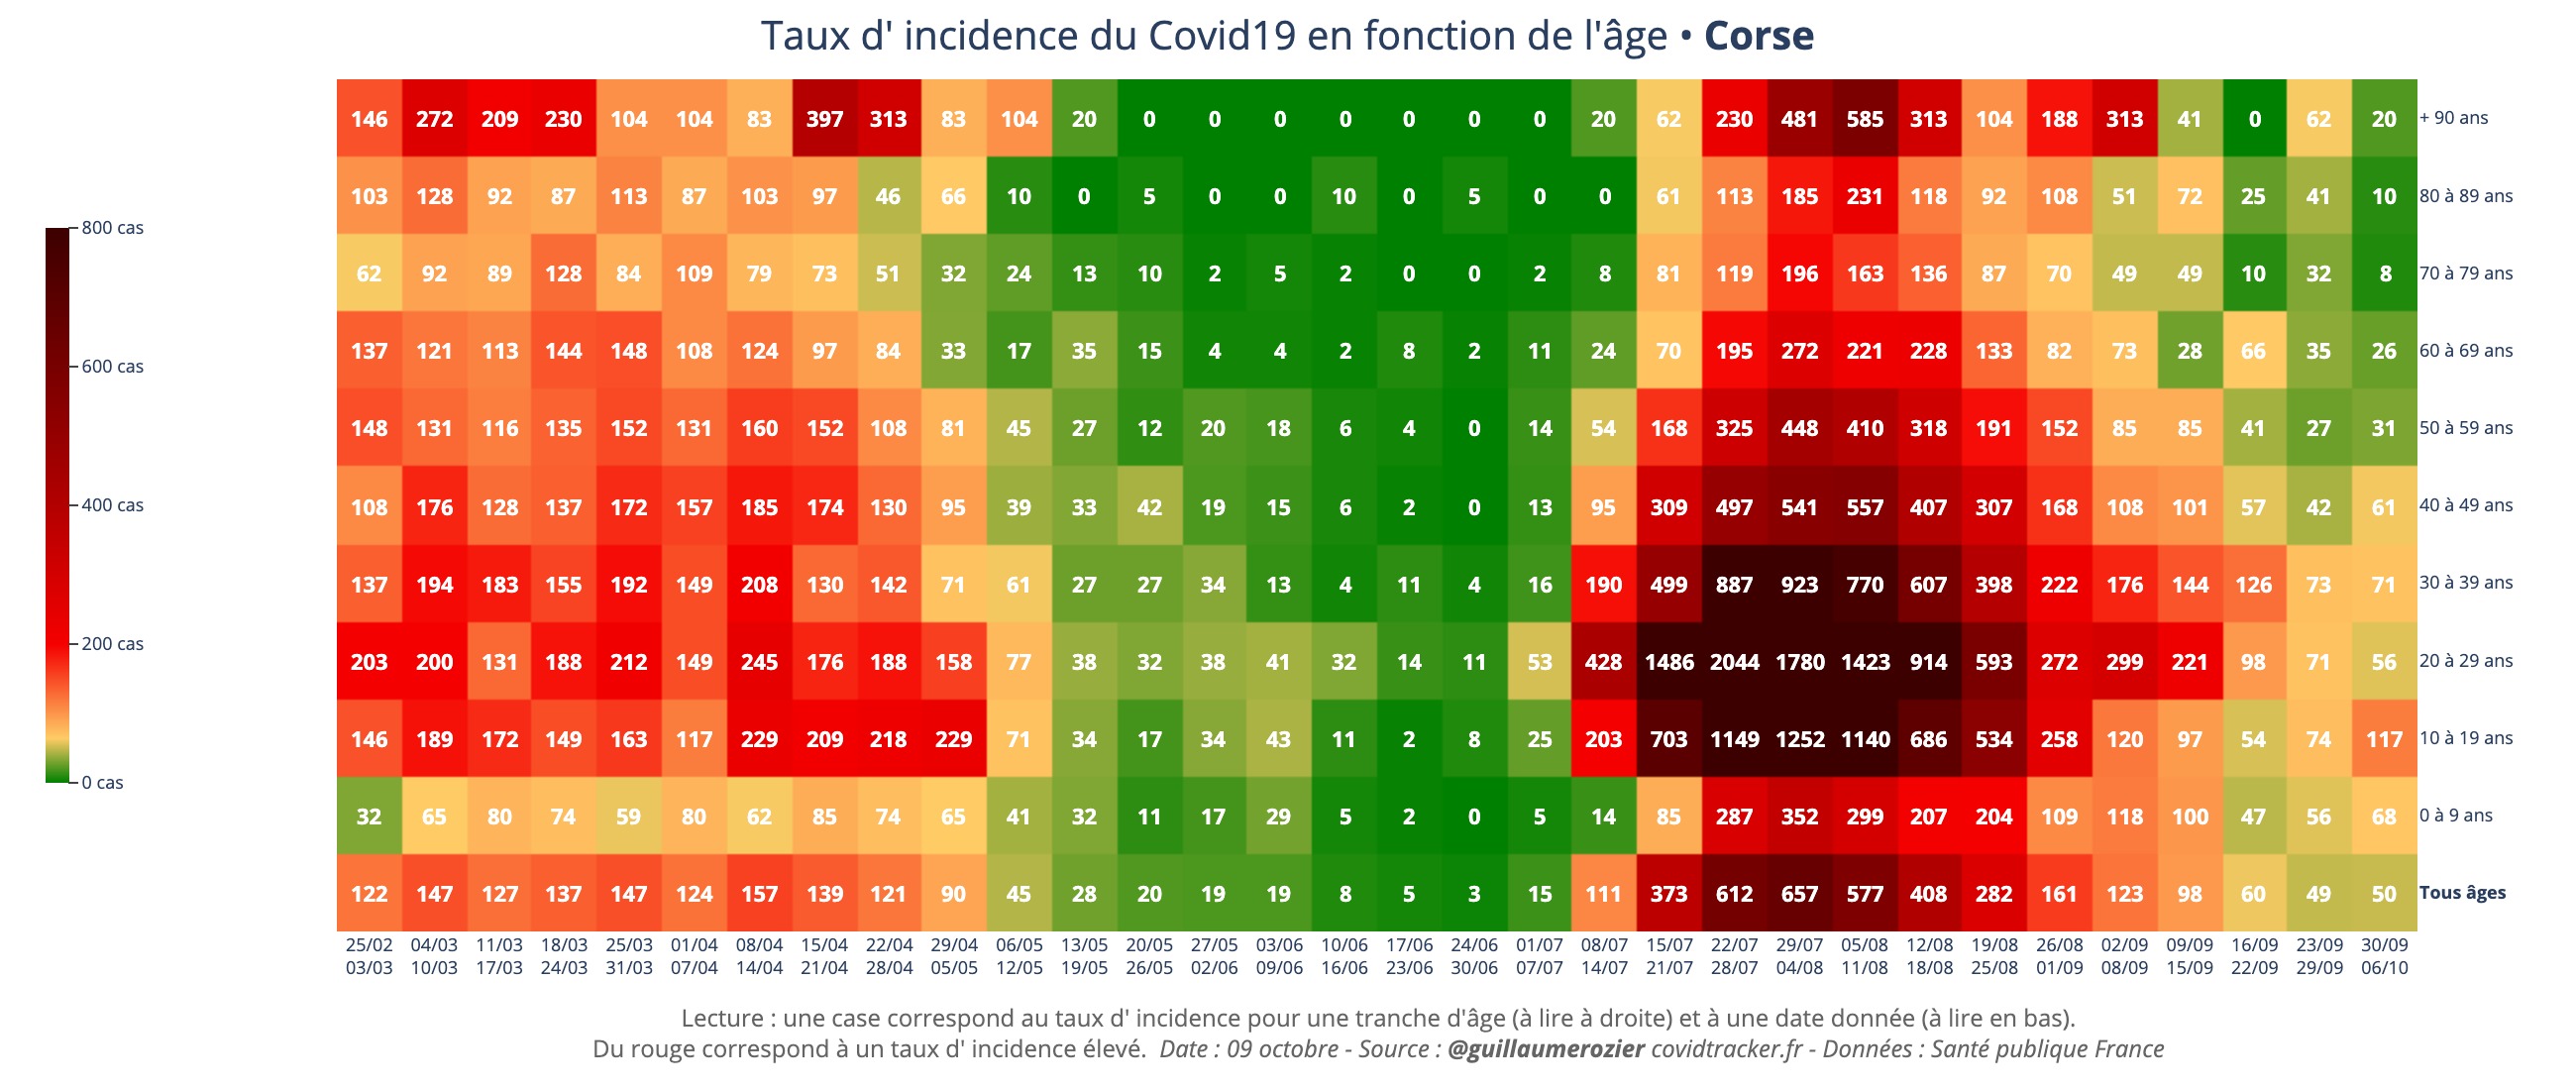 Taux d' incidence du Covid19 en fonction de l'âge • Corse
146 272 209 230 104 104 83 397 313 83 104 20 0 0 0 0 0 0 0 20 62 230 481 585 313 104 188 313 41 0 62 20 + 90 ans
103 128 92 87 113 87 103 97 46 66 10 0 5 0 0 10 0 5 0 0 61 113 185 231 118 92 108 51 72 25 41 10 80 à 89 ans
800 cas
62 92 89 128 84 109 79 73 51 32 24 13 10 2 5 2 0 0 2 8 81 119 196 163 136 87 70 49 49 10 32 8 70 à 79 ans
137 121 113 144 148 108 124 97 84 33 17 35 15 4 4 2 8 2 11 24 70 195 272 221 228 133 82 73 28 66 35 26 60 à 69 ans
600 cas
148 131 116 135 152 131 160 152 108 81 45 27 12 20 18 6 4 0 14 54 168 325 448 410 318 191 152 85 85 41 27 31 50 à 59 ans
400 cas
108 176 128 137 172 157 185 174 130 95 39 33 42 19 15 6 2 0 13 95 309 497 541 557 407 307 168 108 101 57 42 61 40 à 49 ans
137 194 183 155 192 149 208 130 142 71 61 27 27 34 13 4 11 4 16 190 499 887 923 770 607 398 222 176 144 126 73 71 30 à 39 ans
200 cas
203 200 131 188 212 149 245 176 188 158 77 38 32 38 41 32 14 11 53 428 1486 2044 1780 1423 914 593 272 299 221 98 71 56 20 à 29 ans
146 189 172 149 163 117 229 209 218 229 71 34 17 34 43 11 2 8 25 203 703 1149 1252 1140 686 534 258 120 97 54 74 117 10 à 19 ans
0 cas
32 65 80 74 59 80 62 85 74 65 41 32 11 17 29 5 2 0 5 14 85 287 352 299 207 204 109 118 100 47 56 68 0 à 9 ans
122 147 127 137 147 124 157 139 121 90 45 28 20 19 19 8 5 3 15 111 373 612 657 577 408 282 161 123 98 60 49 50 Tous âges
25/02 04/03 11/03 18/03 25/03 01/04 08/04 15/04 22/04 29/04 06/05 13/05 20/05 27/05 03/06 10/06 17/06 24/06 01/07 08/07 15/07 22/07 29/07 05/08 12/08 19/08 26/08 02/09 09/09 16/09 23/09 30/09
03/03 10/03 17/03 24/03 31/03 07/04 14/04 21/04 28/04 05/05 12/05 19/05 26/05 02/06 09/06 16/06 23/06 30/06 07/07 14/07 21/07 28/07 04/08 11/08 18/08 25/08 01/09 08/09 15/09 22/09 29/09 06/10
Lecture : une case correspond au taux d' incidence pour une tranche d'âge (à lire à droite) et à une date donnée (à lire en bas).
Du rouge correspond à un taux d' incidence élevé. Date : 09 octobre - Source : @guillaumerozier covidtracker.fr - Données : Santé publique France